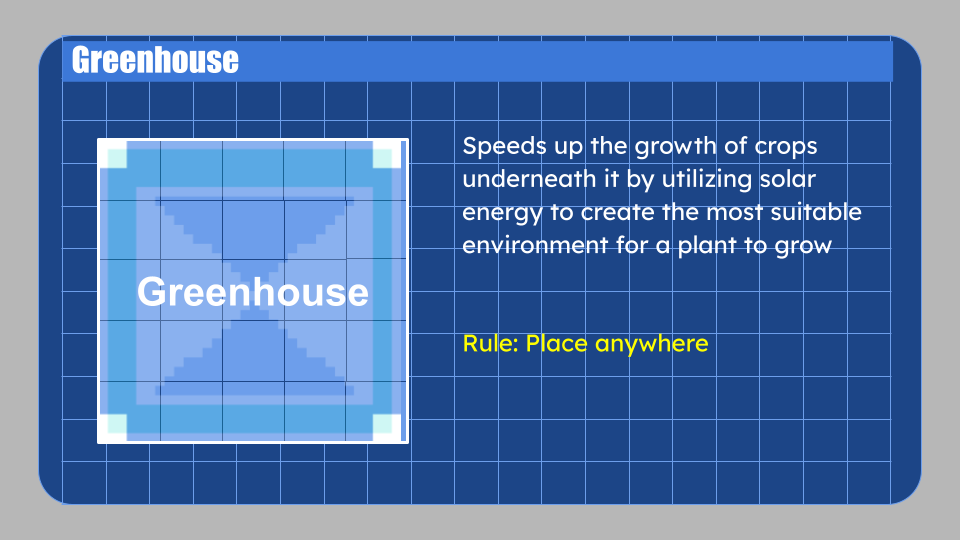 Greenhouse
Greenhouse
Speeds up the growth of crops
underneath it by utilizing solar
energy to create the most suitable
environment for a plant to grow
Rule: Place anywhere